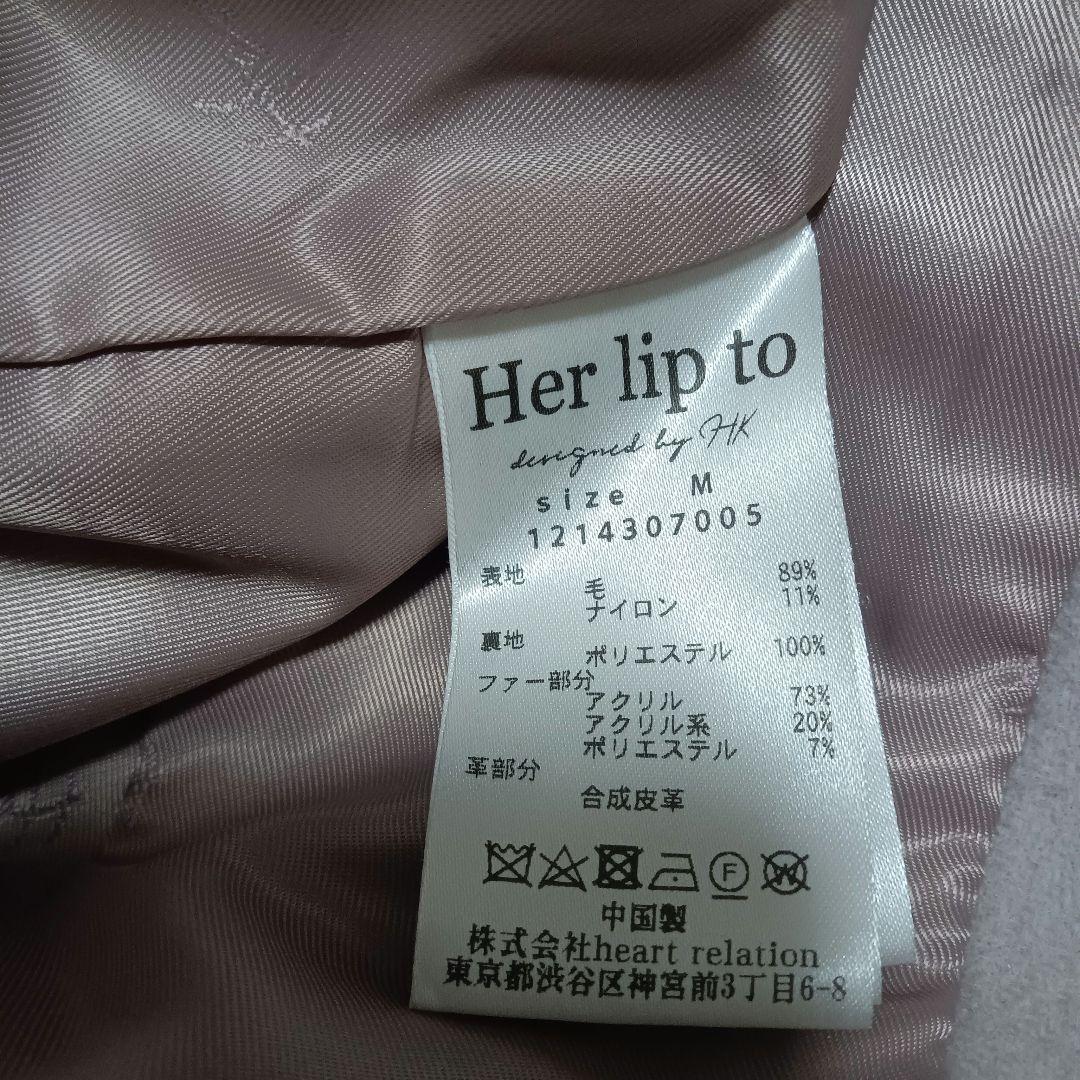 Her lip to
designed by HK
size M
1214307005
表地
毛 89%
ナイロン 11%
裏地
ポリエステル 100%
ファー部分
アクリル 73%
アクリル系 20%
ポリエステル 7%
革部分
合成皮革
F W
中国製
株式会社heart relation
東京都渋谷区神宮前3丁目6-8